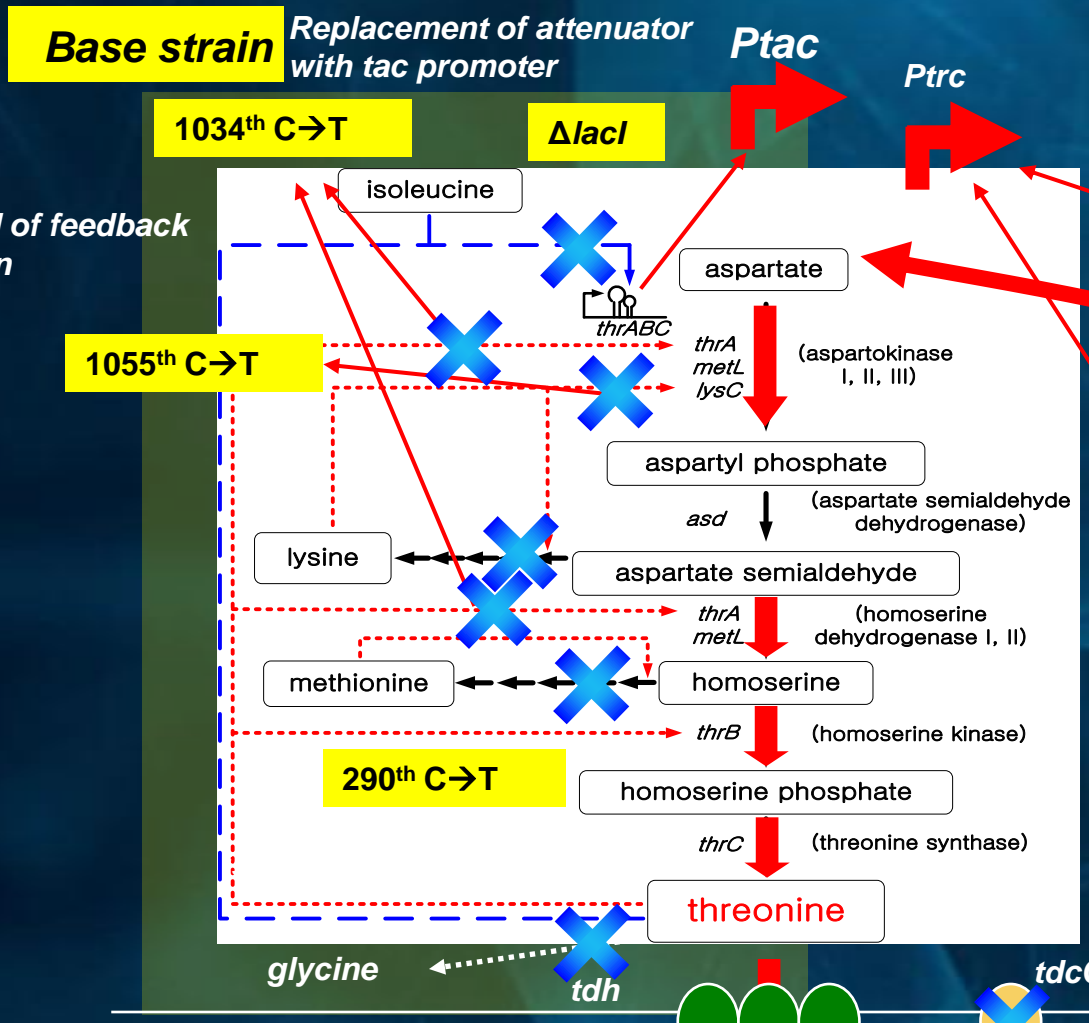 Base strain
Replacement of attenuator
with tac promoter
Ptac
Ptrc
1034th C→T
ΔlacI
isoleucine
of feedback
aspartate
thrABC
1055th C→T
thrA
metL
lysC
(aspartokinase
I, II, III)
aspartyl phosphate
asd
(aspartate semialdehyde
dehydrogenase)
lysine
aspartate semialdehyde
thrA
metL
(homoserine
dehydrogenase I, II)
methionine
homoserine
thrB
(homoserine kinase)
290th C→T
homoserine phosphate
thrC
(threonine synthase)
threonine
glycine
tdh